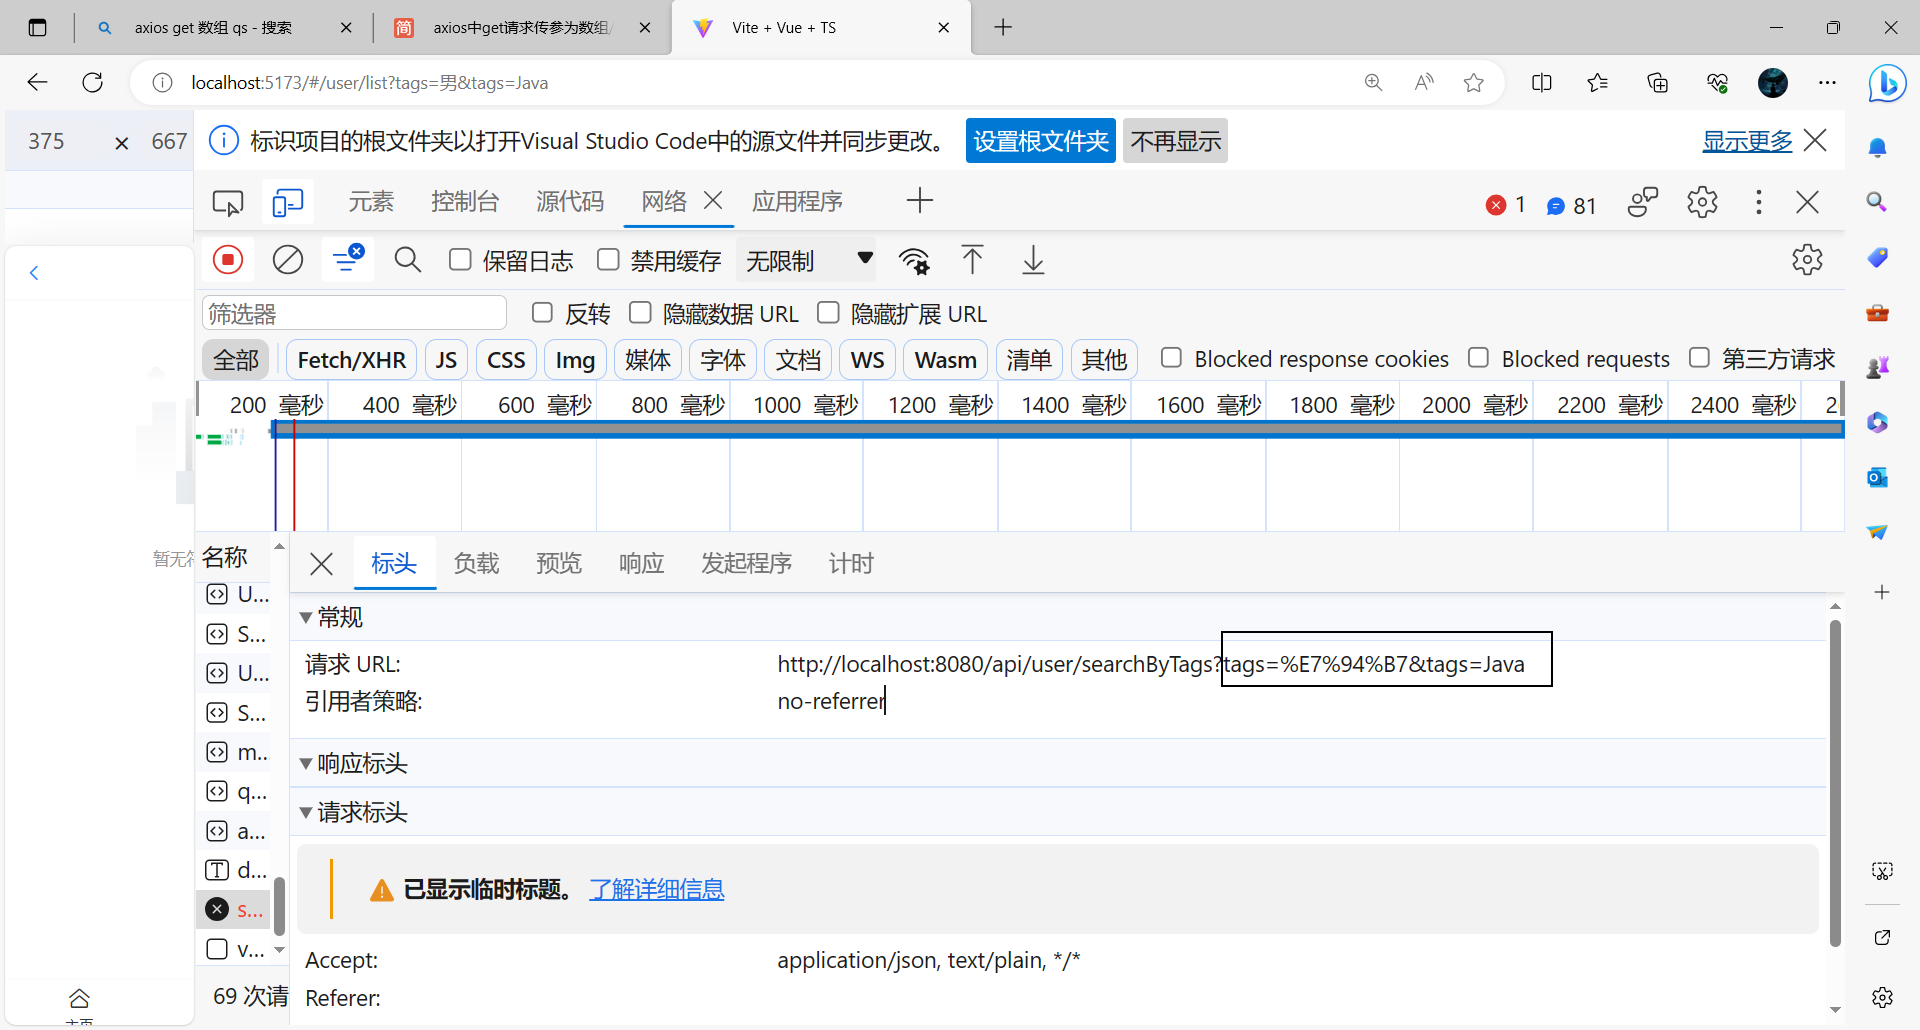 axios get 数组 qs - 搜索
axios中get请求传参为数组
Vite + Vue + TS
localhost:5173/#/user/list?tags=男&tags=Java
375
667
标识项目的根文件夹以打开Visual Studio Code中的源文件并同步更改。
设置根文件夹
不再显示
显示更多
元素
控制台
源代码
网络
应用程序
1
81
保留日志
禁用缓存
无限制
筛选器
反转
隐藏数据 URL
隐藏扩展 URL
全部
Fetch/XHR
JS
CSS
Img
媒体
字体
文档
WS
Wasm
清单
其他
Blocked response cookies
Blocked requests
第三方请求
200 毫秒
400 毫秒
600 毫秒
800 毫秒
1000 毫秒
1200 毫秒
1400 毫秒
1600 毫秒
1800 毫秒
2000 毫秒
2200 毫秒
2400 毫秒
2
暂无
名称
标头
负载
预览
响应
发起程序
计时
U...
S...
U...
S...
m...
q...
a...
d...
s...
v...
69 次请
常规
请求 URL:
http://localhost:8080/api/user/searchByTags?tags=%E7%94%B7&tags=Java
引用者策略:
no-referrer
响应标头
请求标头
已显示临时标题。
了解详细信息
Accept:
application/json, text/plain, */*
Referer:
主页